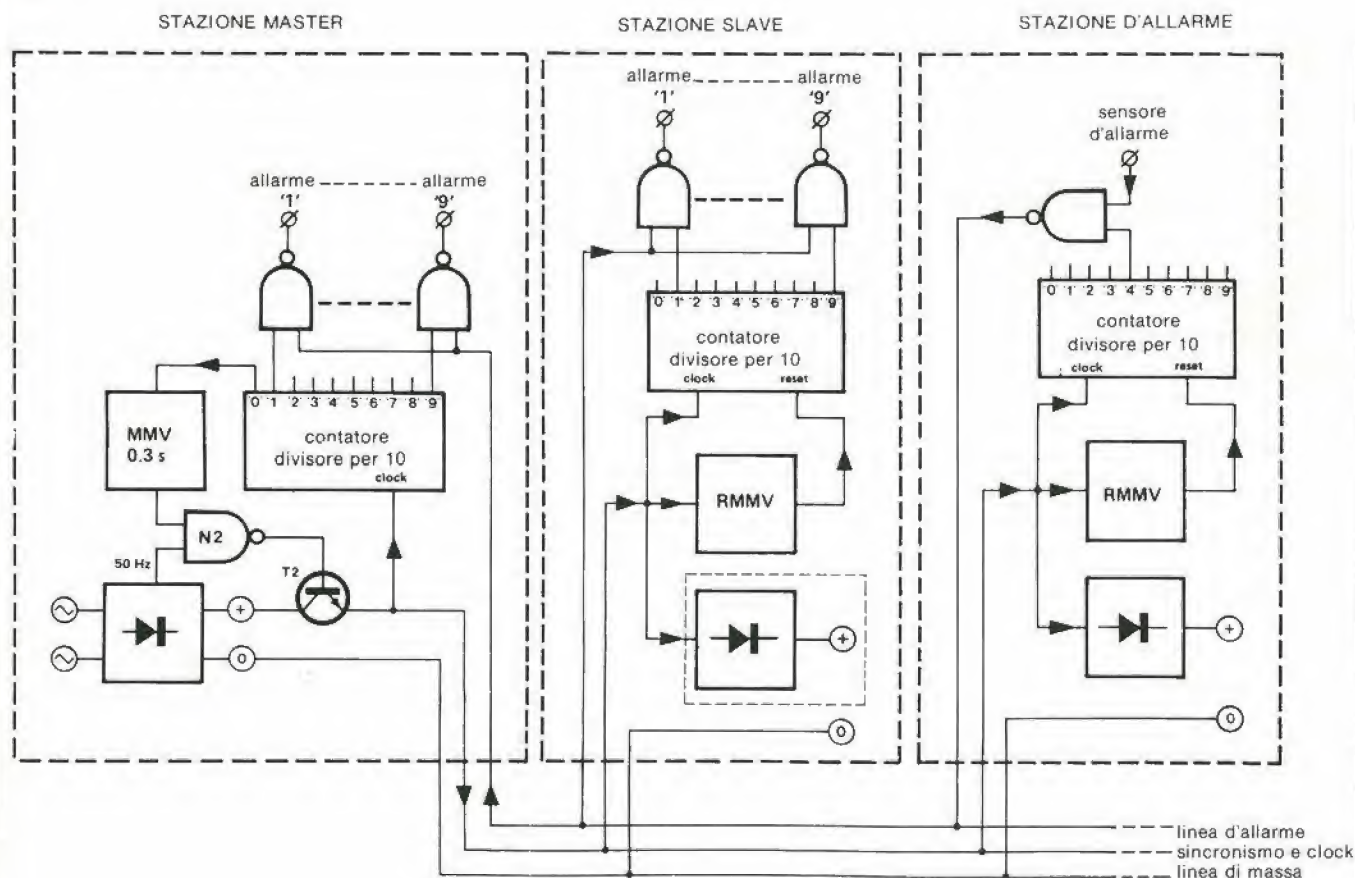 STAZIONE MASTER
allarme --------- allarme
'1' '9'
0 1 2 3 4 5 6 7 8 9
contatore
divisore per 10
clock
MMV
0.3 s
N2
50 Hz
T2
+
0
STAZIONE SLAVE
allarme --------- allarme
'1' '9'
0 1 2 3 4 5 6 7 8 9
contatore
divisore per 10
clock reset
RMMV
+
0
STAZIONE D'ALLARME
sensore
d'allarme
0 1 2 3 4 5 6 7 8 9
contatore
divisore per 10
clock reset
RMMV
+
0
linea d'allarme
sincronismo e clock
linea di massa